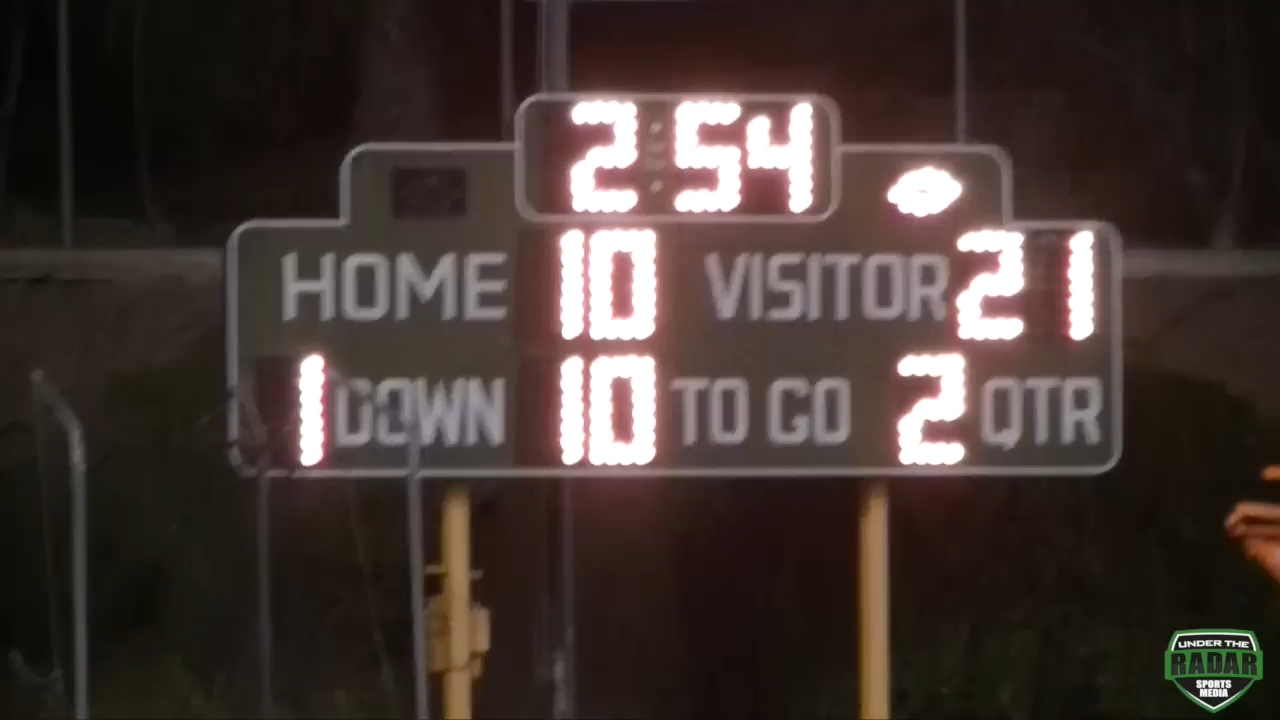 2:54
HOME 10 VISITOR 21
1 DOWN 10 TO GO 2 QTR
UNDER THE
RADAR
SPORTS
MEDIA